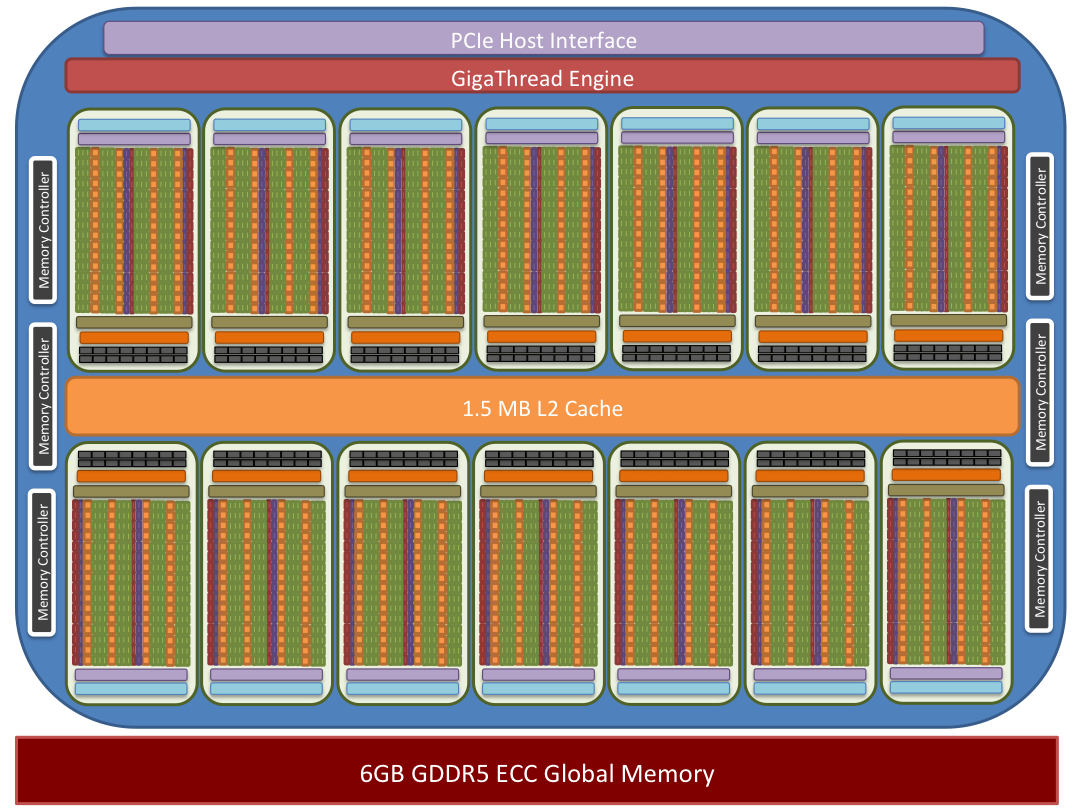 PCIe Host Interface
GigaThread Engine
Memory Controller
Memory Controller
Memory Controller
Memory Controller
1.5 MB L2 Cache
Memory Controller
Memory Controller
6GB GDDR5 ECC Global Memory